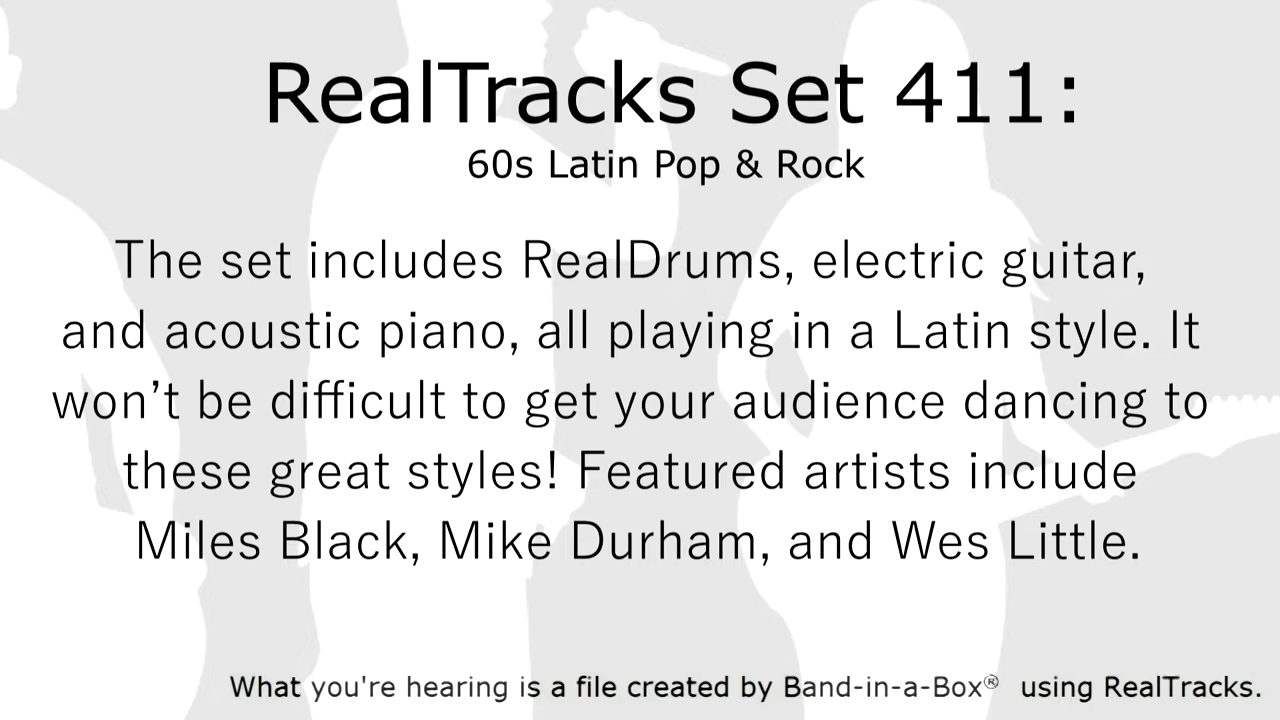 RealTracks Set 411:
60s Latin Pop & Rock
The set includes RealDrums, electric guitar,
and acoustic piano, all playing in a Latin style. It
won’t be difficult to get your audience dancing to
these great styles! Featured artists include
Miles Black, Mike Durham, and Wes Little.
What you're hearing is a file created by Band-in-a-Box® using RealTracks.